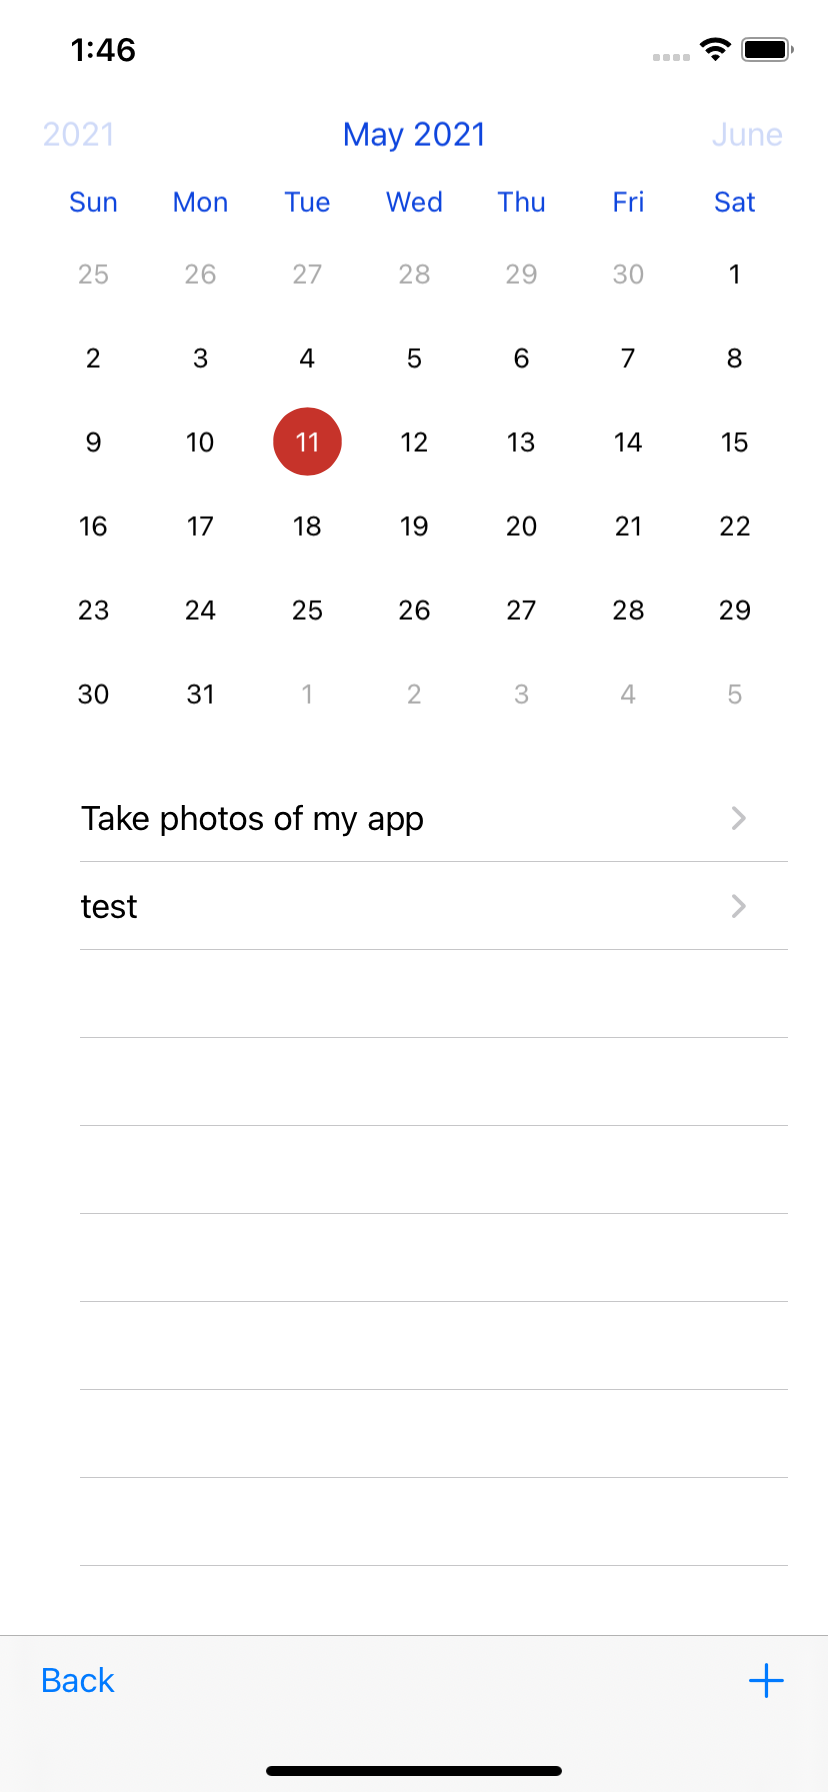 1:46
2021 May 2021 June
Sun Mon Tue Wed Thu Fri Sat
25 26 27 28 29 30 1
2 3 4 5 6 7 8
9 10 11 12 13 14 15
16 17 18 19 20 21 22
23 24 25 26 27 28 29
30 31 1 2 3 4 5
Take photos of my app
test
Back